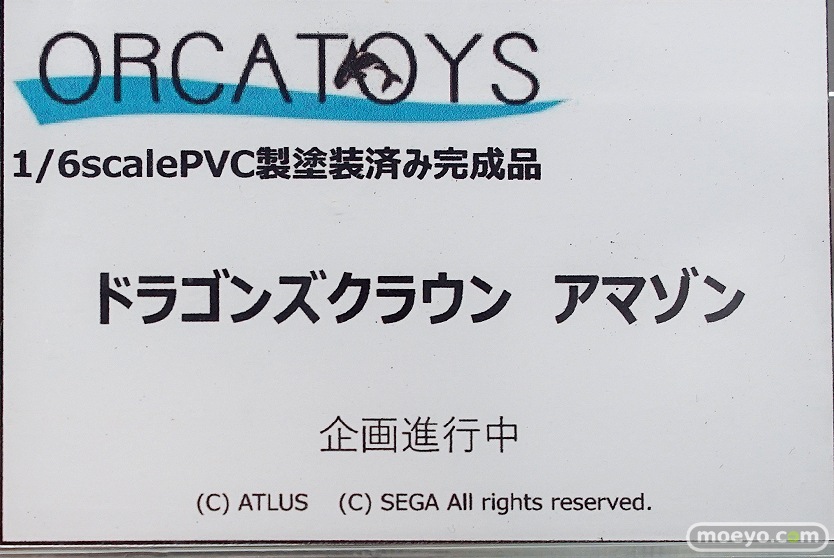 ORCATOYS
1/6scalePVC製塗装済み完成品
ドラゴンズクラウン アマゾン
企画進行中
(C) ATLUS (C) SEGA All rights reserved.
moeyo.com